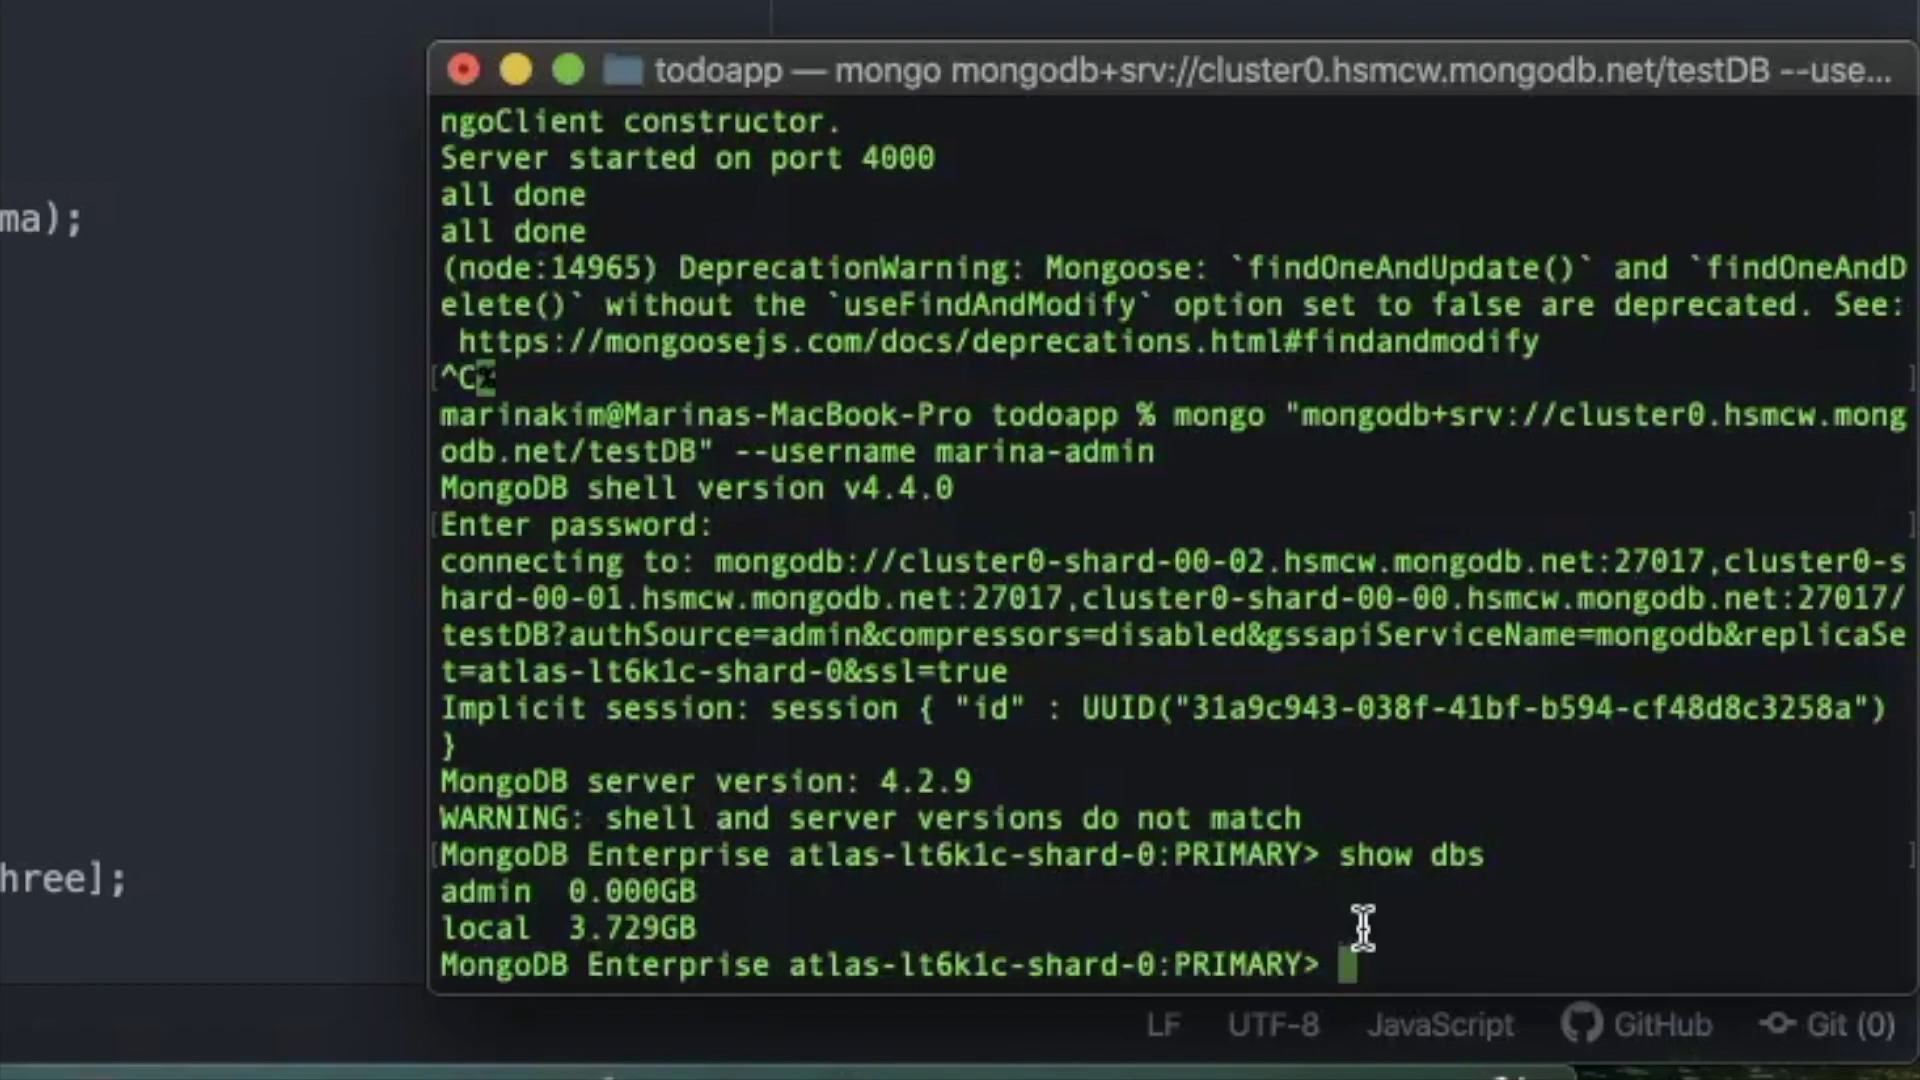 todoapp — mongo mongodb+srv://cluster0.hsmcw.mongodb.net/testDB --use...
ngoClient constructor.
Server started on port 4000
all done
all done
(node:14965) DeprecationWarning: Mongoose: `findOneAndUpdate()` and `findOneAndD
elete()` without the `useFindAndModify` option set to false are deprecated. See:
https://mongoosejs.com/docs/deprecations.html#findandmodify
^C%
marinakim@Marinas-MacBook-Pro todoapp % mongo "mongodb+srv://cluster0.hsmcw.mong
odb.net/testDB" --username marina-admin
MongoDB shell version v4.4.0
Enter password:
connecting to: mongodb://cluster0-shard-00-02.hsmcw.mongodb.net:27017,cluster0-s
hard-00-01.hsmcw.mongodb.net:27017,cluster0-shard-00-00.hsmcw.mongodb.net:27017/
testDB?authSource=admin&compressors=disabled&gssapiServiceName=mongodb&replicaSe
t=atlas-lt6k1c-shard-0&ssl=true
Implicit session: session { "id" : UUID("31a9c943-038f-41bf-b594-cf48d8c3258a")
}
MongoDB server version: 4.2.9
WARNING: shell and server versions do not match
MongoDB Enterprise atlas-lt6k1c-shard-0:PRIMARY> show dbs
admin  0.000GB
local  3.729GB
MongoDB Enterprise atlas-lt6k1c-shard-0:PRIMARY>
ma);
hree];
LF UTF-8 JavaScript GitHub Git (0)